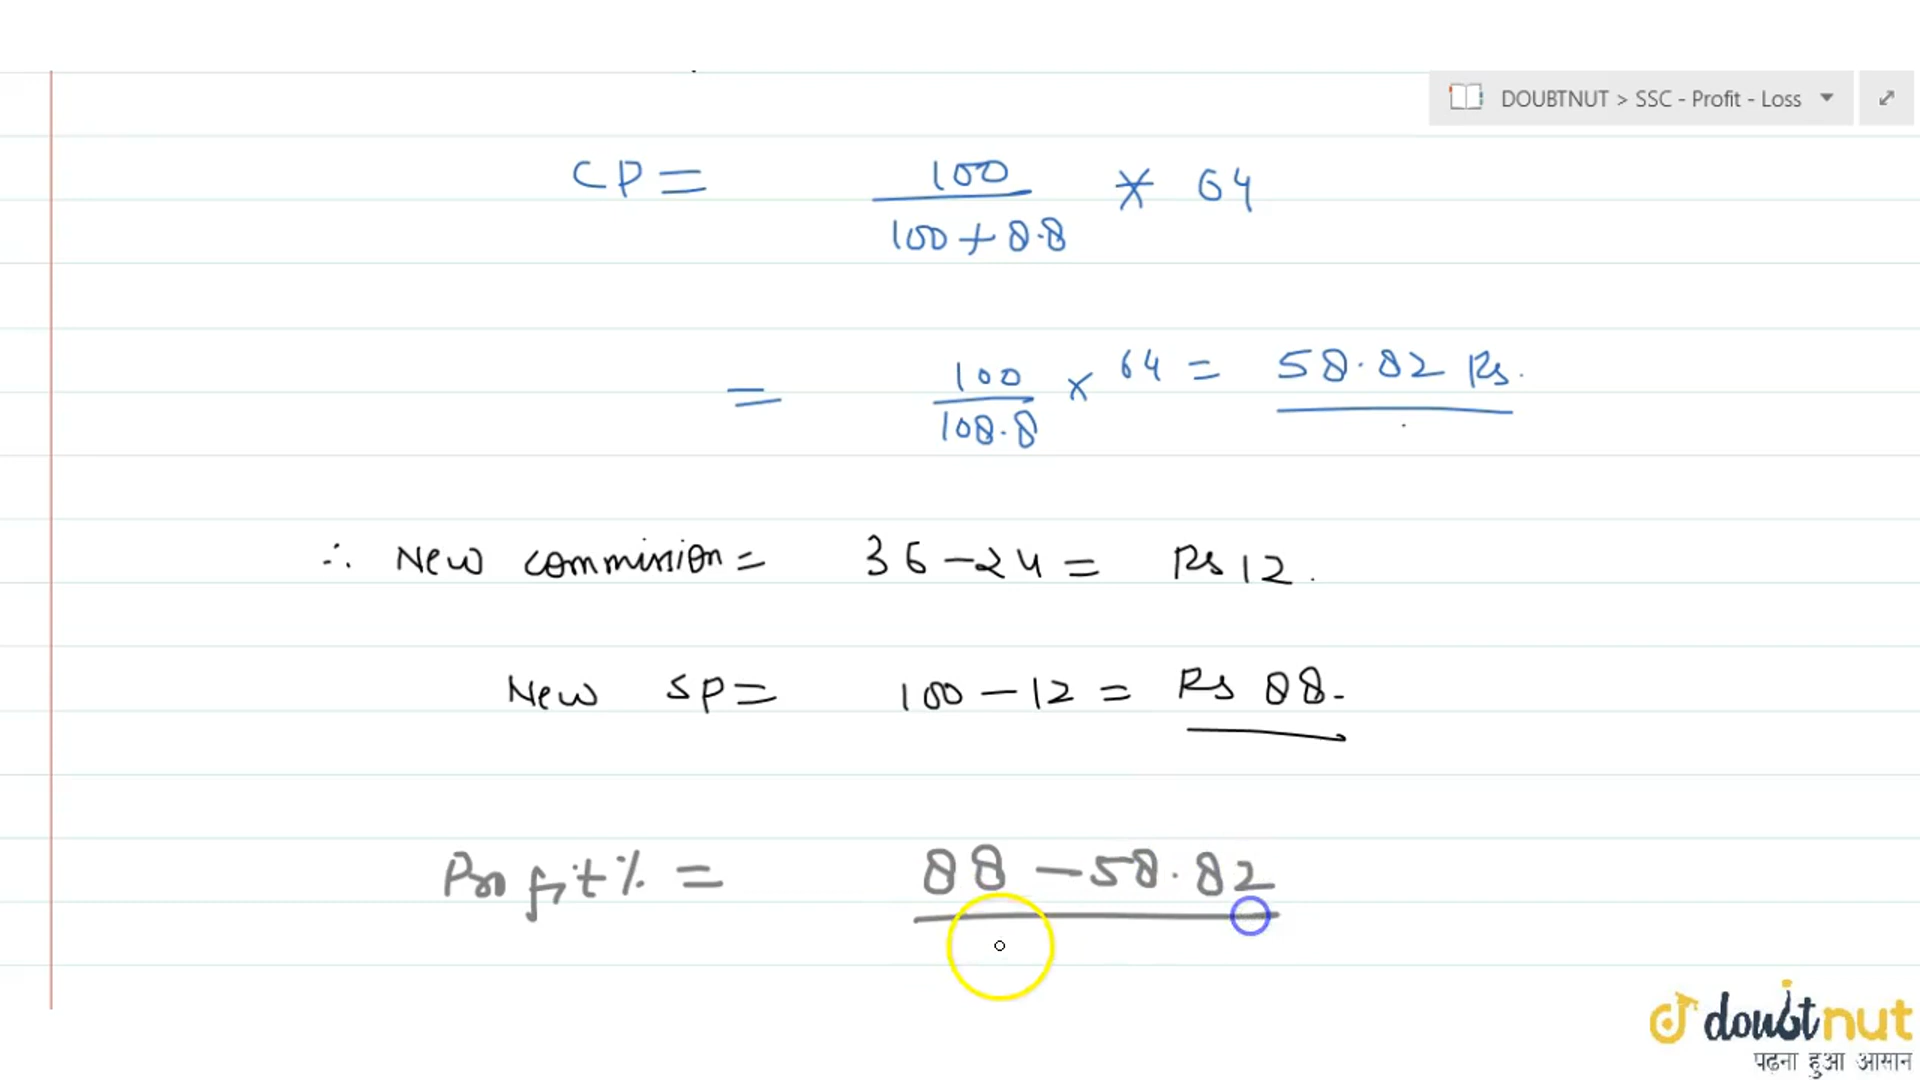 DOUBTNUT > SSC - Profit - Loss
CP = 100 / 100 + 8.8 * 64
= 100 / 108.8 × 64 = 58.82 Rs.
∴ New commission = 36 - 24 = Rs 12.
New SP = 100 - 12 = Rs 88.
Profit % = 88 - 58.82
doubtnut
पढ़ना हुआ आसान